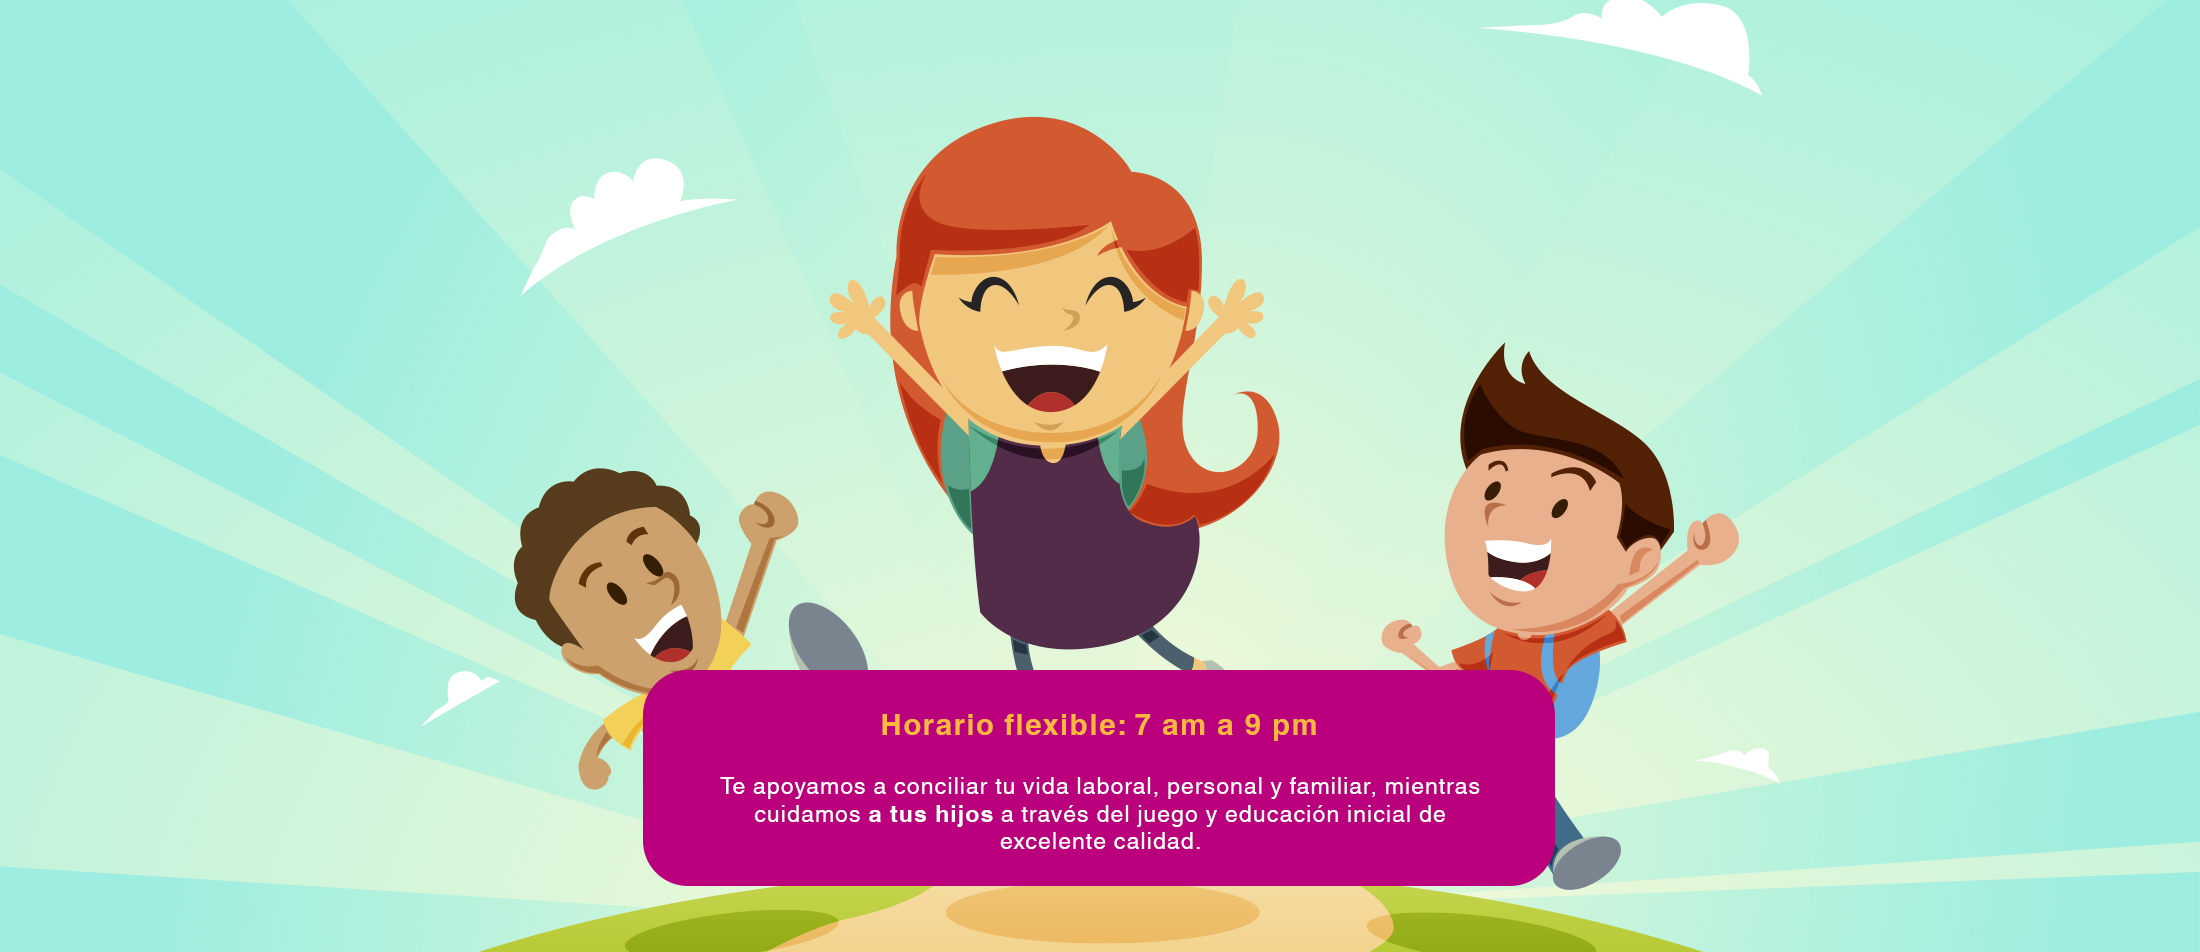 Horario flexible: 7 am a 9 pm
Te apoyamos a conciliar tu vida laboral, personal y familiar, mientras
cuidamos a tus hijos a través del juego y educación inicial de
excelente calidad.